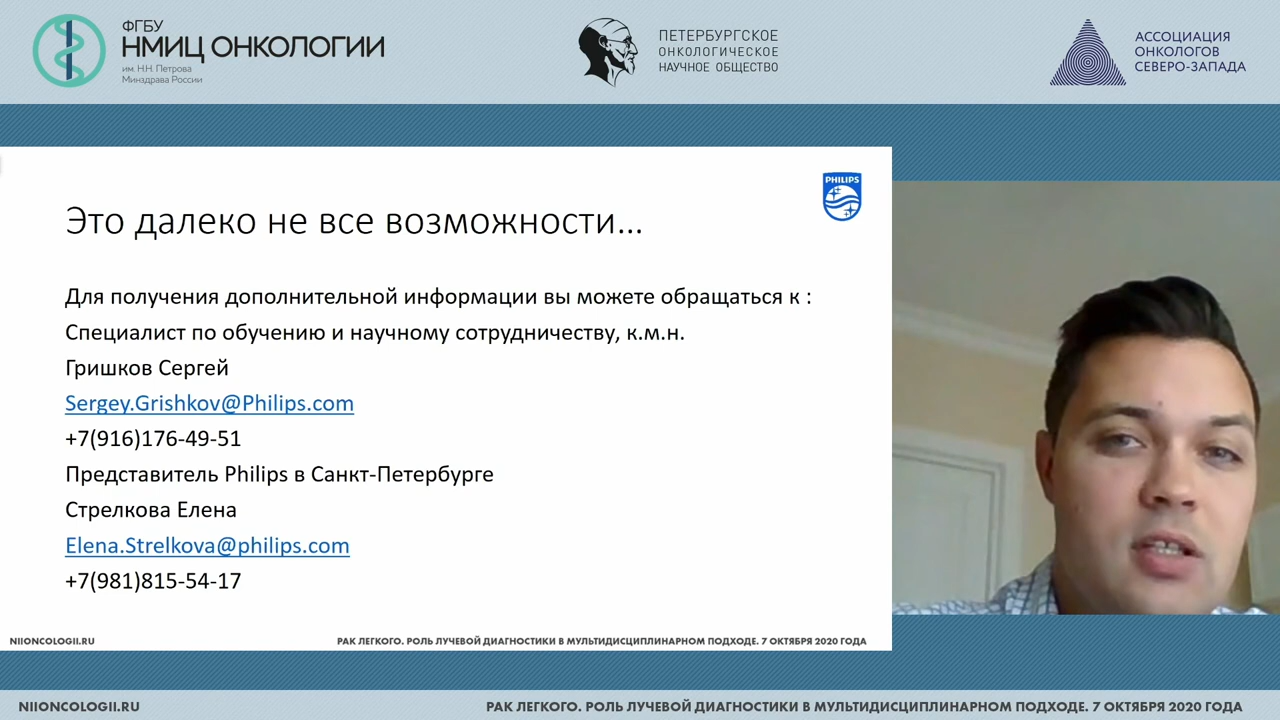 ФГБУ
НМИЦ ОНКОЛОГИИ
им. Н.Н. Петрова
Минздрава России
ПЕТЕРБУРГСКОЕ
ОНКОЛОГИЧЕСКОЕ
НАУЧНОЕ ОБЩЕСТВО
АССОЦИАЦИЯ
ОНКОЛОГОВ
СЕВЕРО-ЗАПАДА
PHILIPS
Это далеко не все возможности...
Для получения дополнительной информации вы можете обращаться к :
Специалист по обучению и научному сотрудничеству, к.м.н.
Гришков Сергей
Sergey.Grishkov@Philips.com
+7(916)176-49-51
Представитель Philips в Санкт-Петербурге
Стрелкова Елена
Elena.Strelkova@philips.com
+7(981)815-54-17
NIIONCOLOGII.RU
РАК ЛЕГКОГО. РОЛЬ ЛУЧЕВОЙ ДИАГНОСТИКИ В МУЛЬТИДИСЦИПЛИНАРНОМ ПОДХОДЕ. 7 ОКТЯБРЯ 2020 ГОДА
NIIONCOLOGII.RU
РАК ЛЕГКОГО. РОЛЬ ЛУЧЕВОЙ ДИАГНОСТИКИ В МУЛЬТИДИСЦИПЛИНАРНОМ ПОДХОДЕ. 7 ОКТЯБРЯ 2020 ГОДА